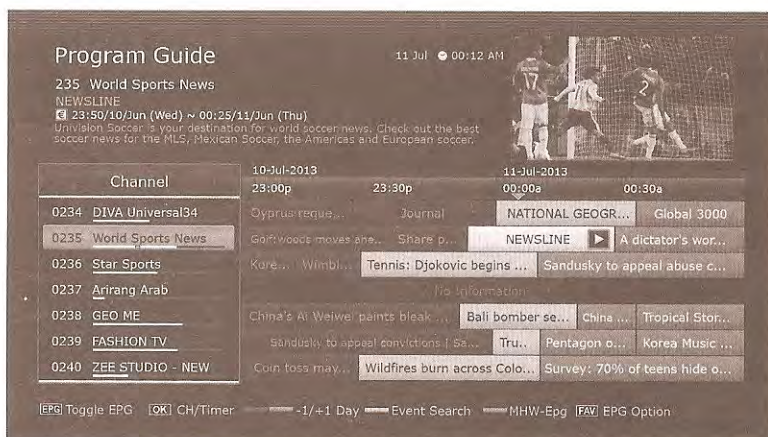 Program Guide
11 Jul 00:12 AM
235 World Sports News
NEWSLINE
€ 23:50/10/Jun (Wed) ~ 00:25/11/Jun (Thu)
Univision Soccer is your destination for world soccer news. Check out the best
soccer news for the MLS, Mexican Soccer, the Americas and European soccer.
17
11
2
Channel
10-Jul-2013 11-Jul-2013
23:00p 23:30p 00:00a 00:30a
0234 DIVA Universal34 Cyprus reque... Journal NATIONAL GEOGR... Global 3000
0235 World Sports News Golf:woods moves ahe.. Share p... NEWSLINE A dictator's wor...
0236 Star Sports Kore... Wimbl... Tennis: Djokovic begins ... Sandusky to appeal abuse c...
0237 Arirang Arab No Information
0238 GEO ME China's Ai Weiwei paints bleak ... Bali bomber se... China ... Tropical Stor...
0239 FASHION TV Sandusky to appeal convictions | Sa... Tru.. Pentagon o... Korea Music ...
0240 ZEE STUDIO - NEW Coin toss may... Wildfires burn across Colo... Survey: 70% of teens hide o...
EPG Toggle EPG OK CH/Timer -1/+1 Day Event Search MHW-Epg FAV EPG Option